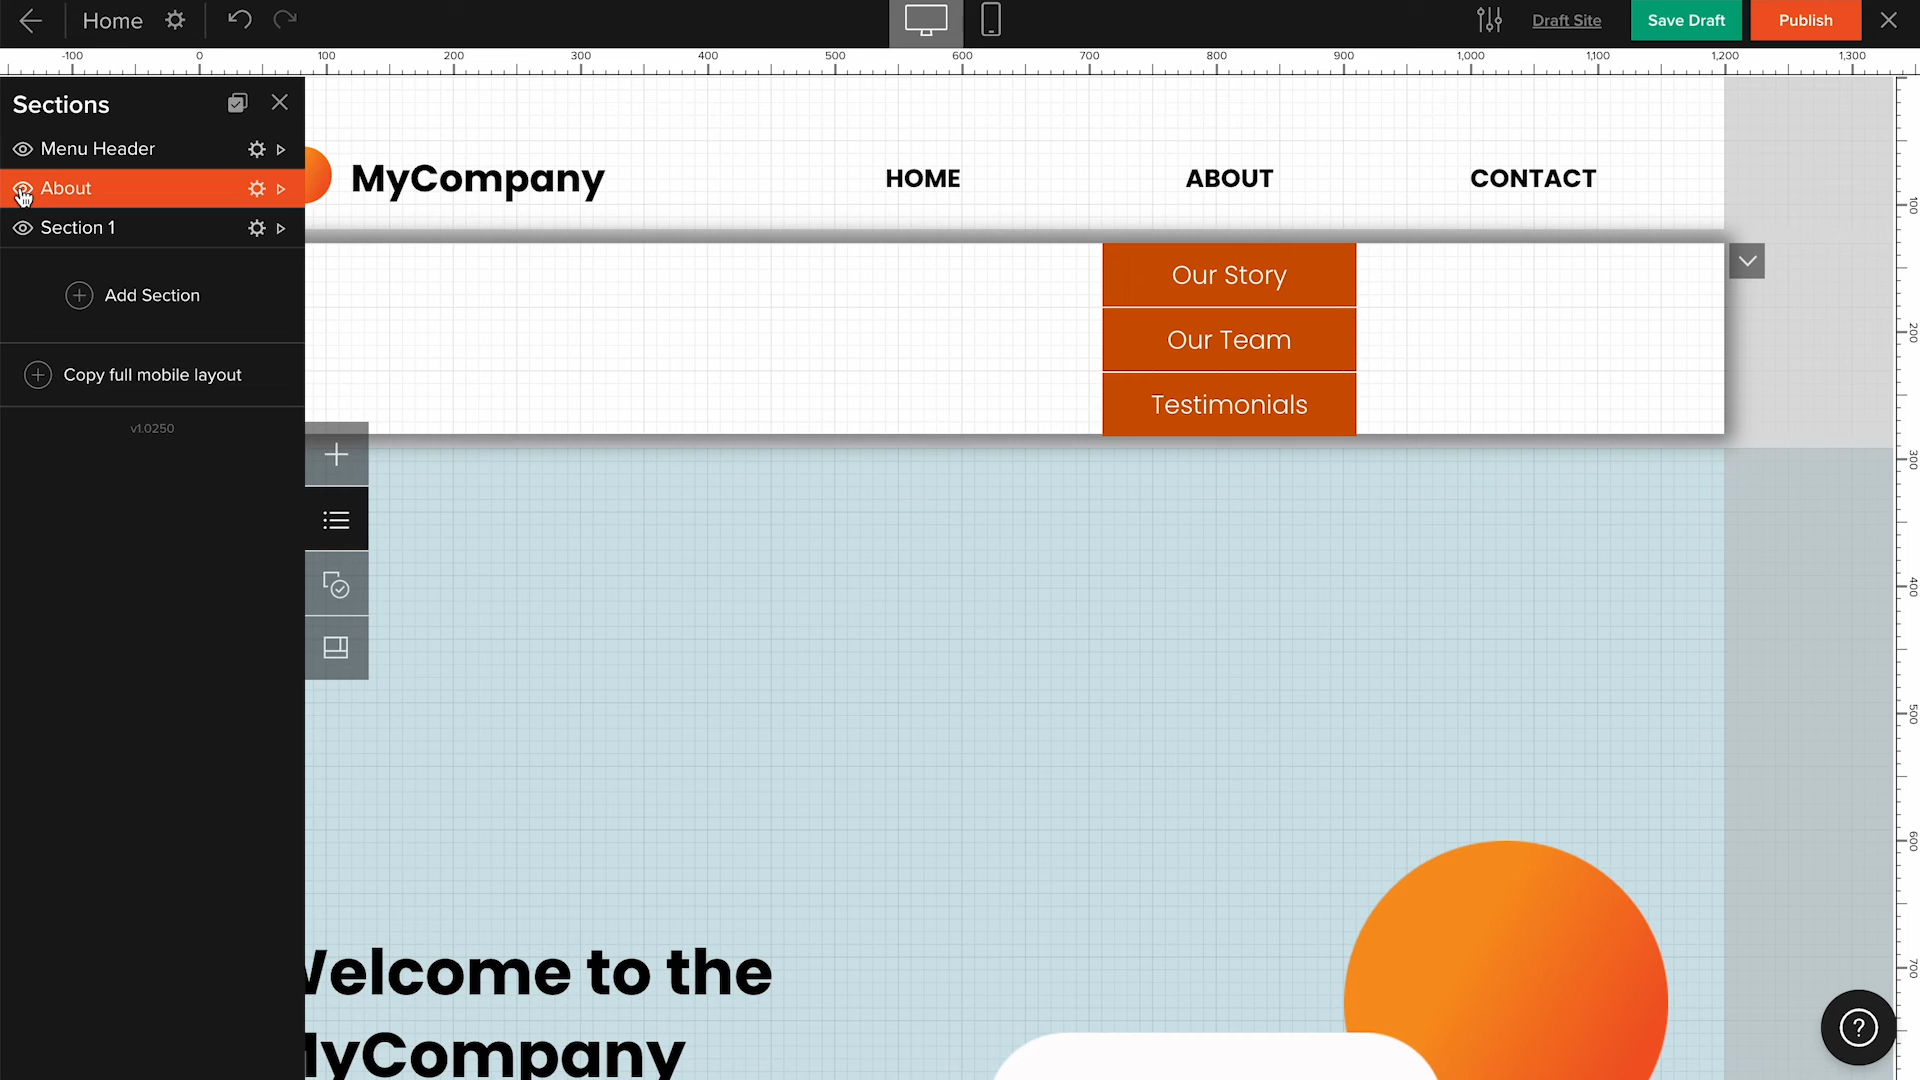 Home
Draft Site
Save Draft
Publish
-100 0 100 200 300 400 500 600 700 800 900 1,000 1,100 1,200 1,300
Sections
Menu Header
About
Section 1
Add Section
Copy full mobile layout
v1.0250
MyCompany
HOME
ABOUT
CONTACT
Our Story
Our Team
Testimonials
100
200
300
400
500
600
700
Welcome to the
MyCompany
?